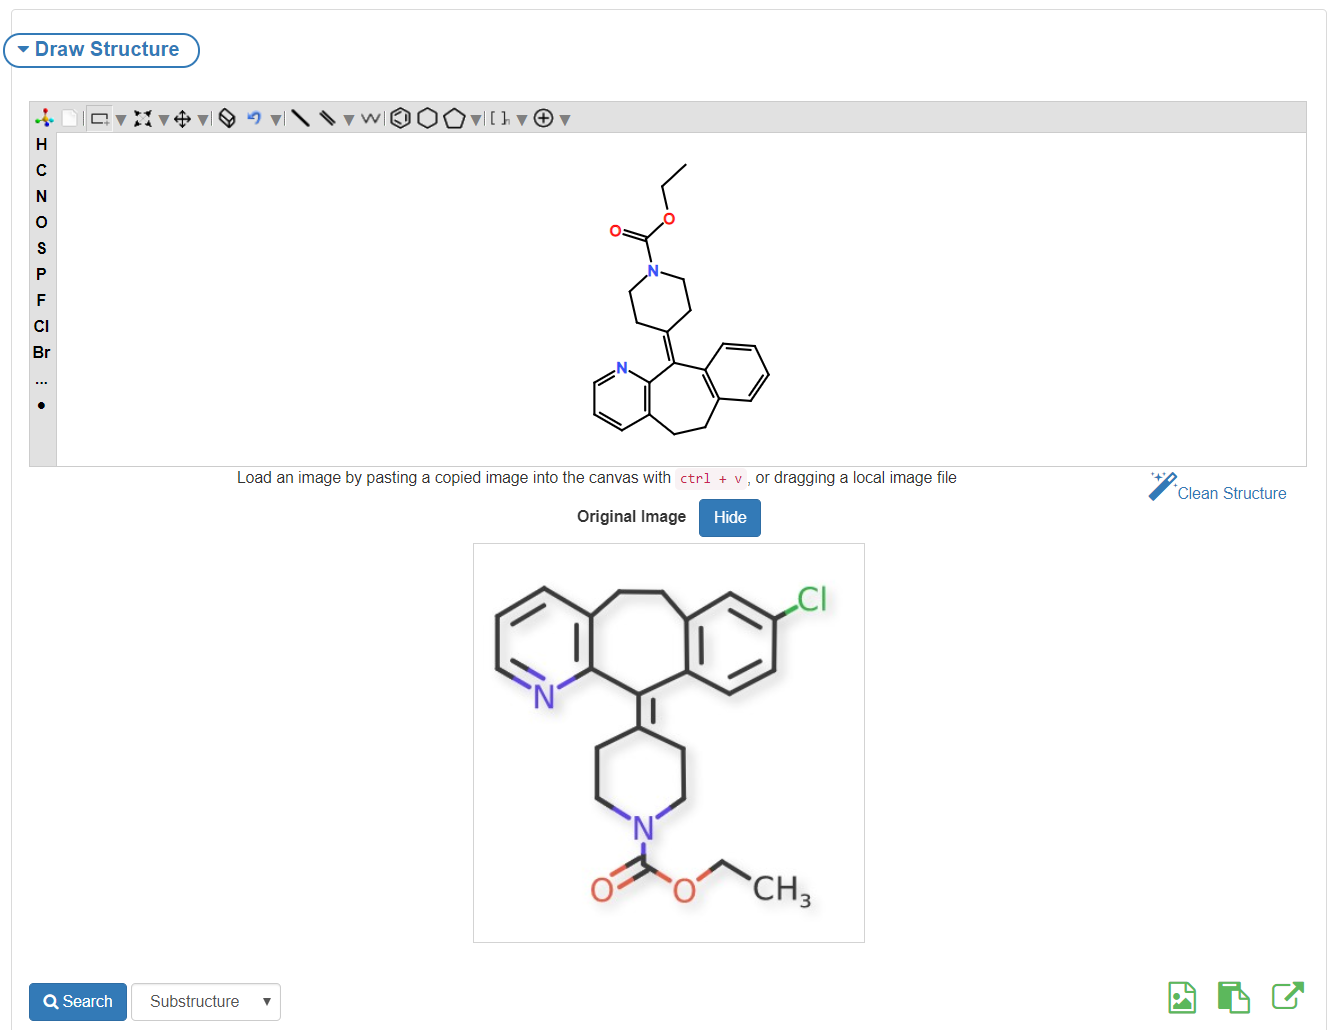 Draw Structure
[ ]n
H
C
N
O
S
P
F
Cl
Br
...
O
O
N
N
Load an image by pasting a copied image into the canvas with ctrl + v, or dragging a local image file
Clean Structure
Original Image Hide
Cl
N
N
O
O
CH3
Search Substructure